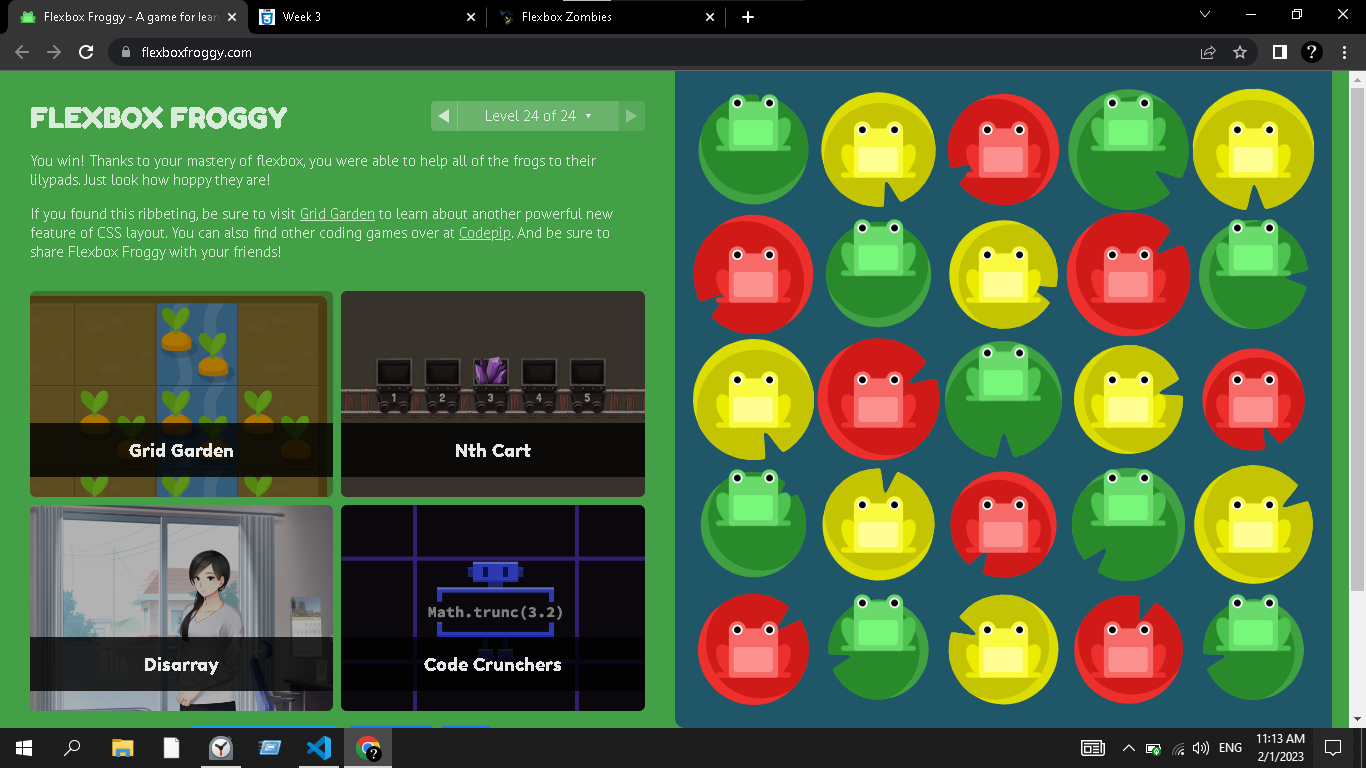 Flexbox Froggy - A game for lear
Week 3
Flexbox Zombies
flexboxfroggy.com
FLEXBOX FROGGY
Level 24 of 24
You win! Thanks to your mastery of flexbox, you were able to help all of the frogs to their
lilypads. Just look how hoppy they are!
If you found this ribbeting, be sure to visit Grid Garden to learn about another powerful new
feature of CSS layout. You can also find other coding games over at Codepip. And be sure to
share Flexbox Froggy with your friends!
1 2 3 4 5
Grid Garden
Nth Cart
Math.trunc(3.2)
Disarray
Code Crunchers
ENG
11:13 AM
2/1/2023